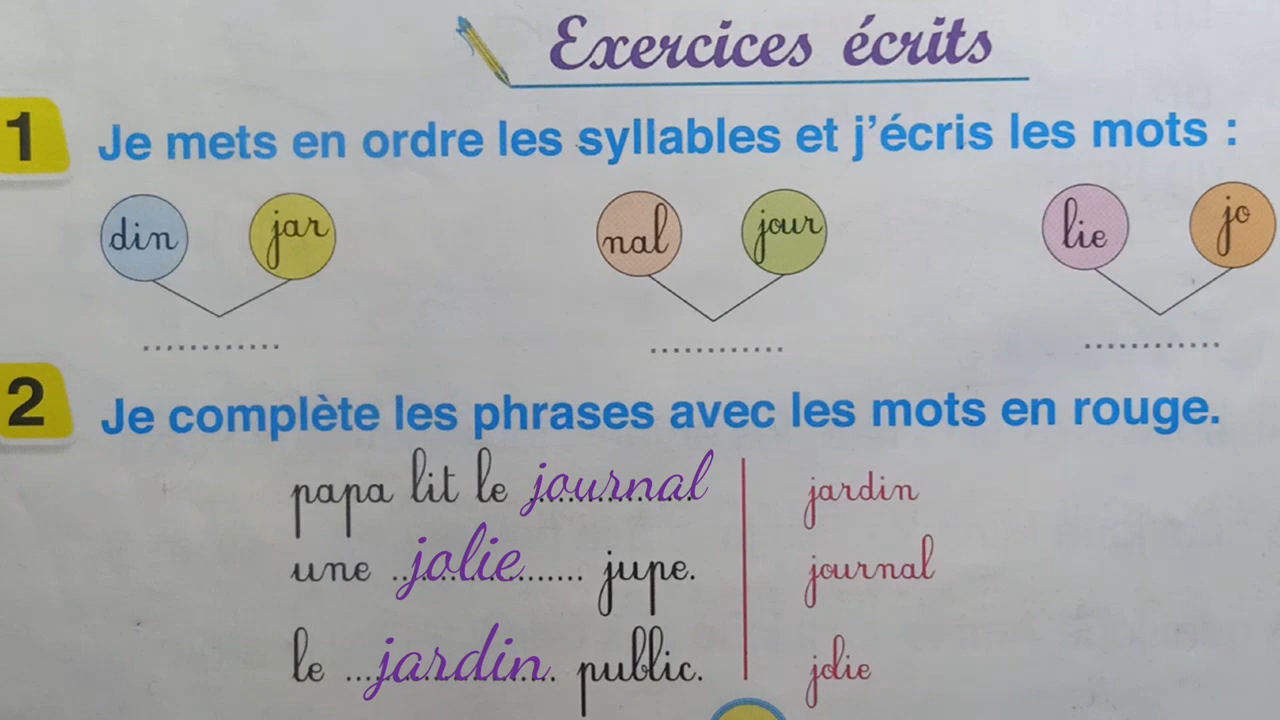 Exercices écrits
1 Je mets en ordre les syllables et j'écris les mots :
din jar nal jour lie jo
............ ............ ............
2 Je complète les phrases avec les mots en rouge.
papa lit le journal jardin
une ..jolie....... jupe. journal
le ...jardin. public. jolie